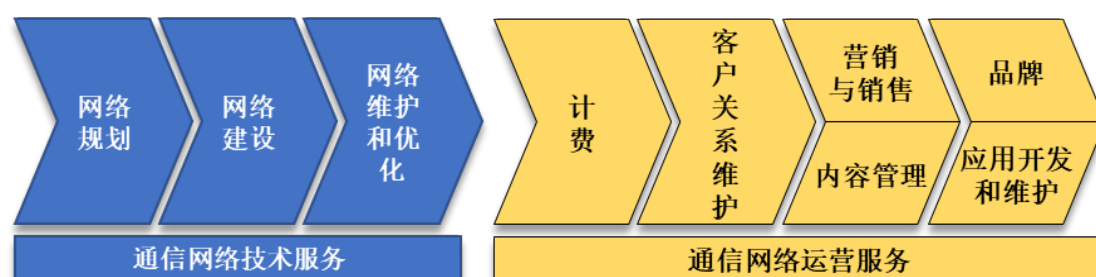 网络
规划
网络
建设
网络
维护
和优
化
计
费
客
户
关
系
维
护
营销
与销售
内容管理
品牌
应用开发
和维护
通信网络技术服务
通信网络运营服务